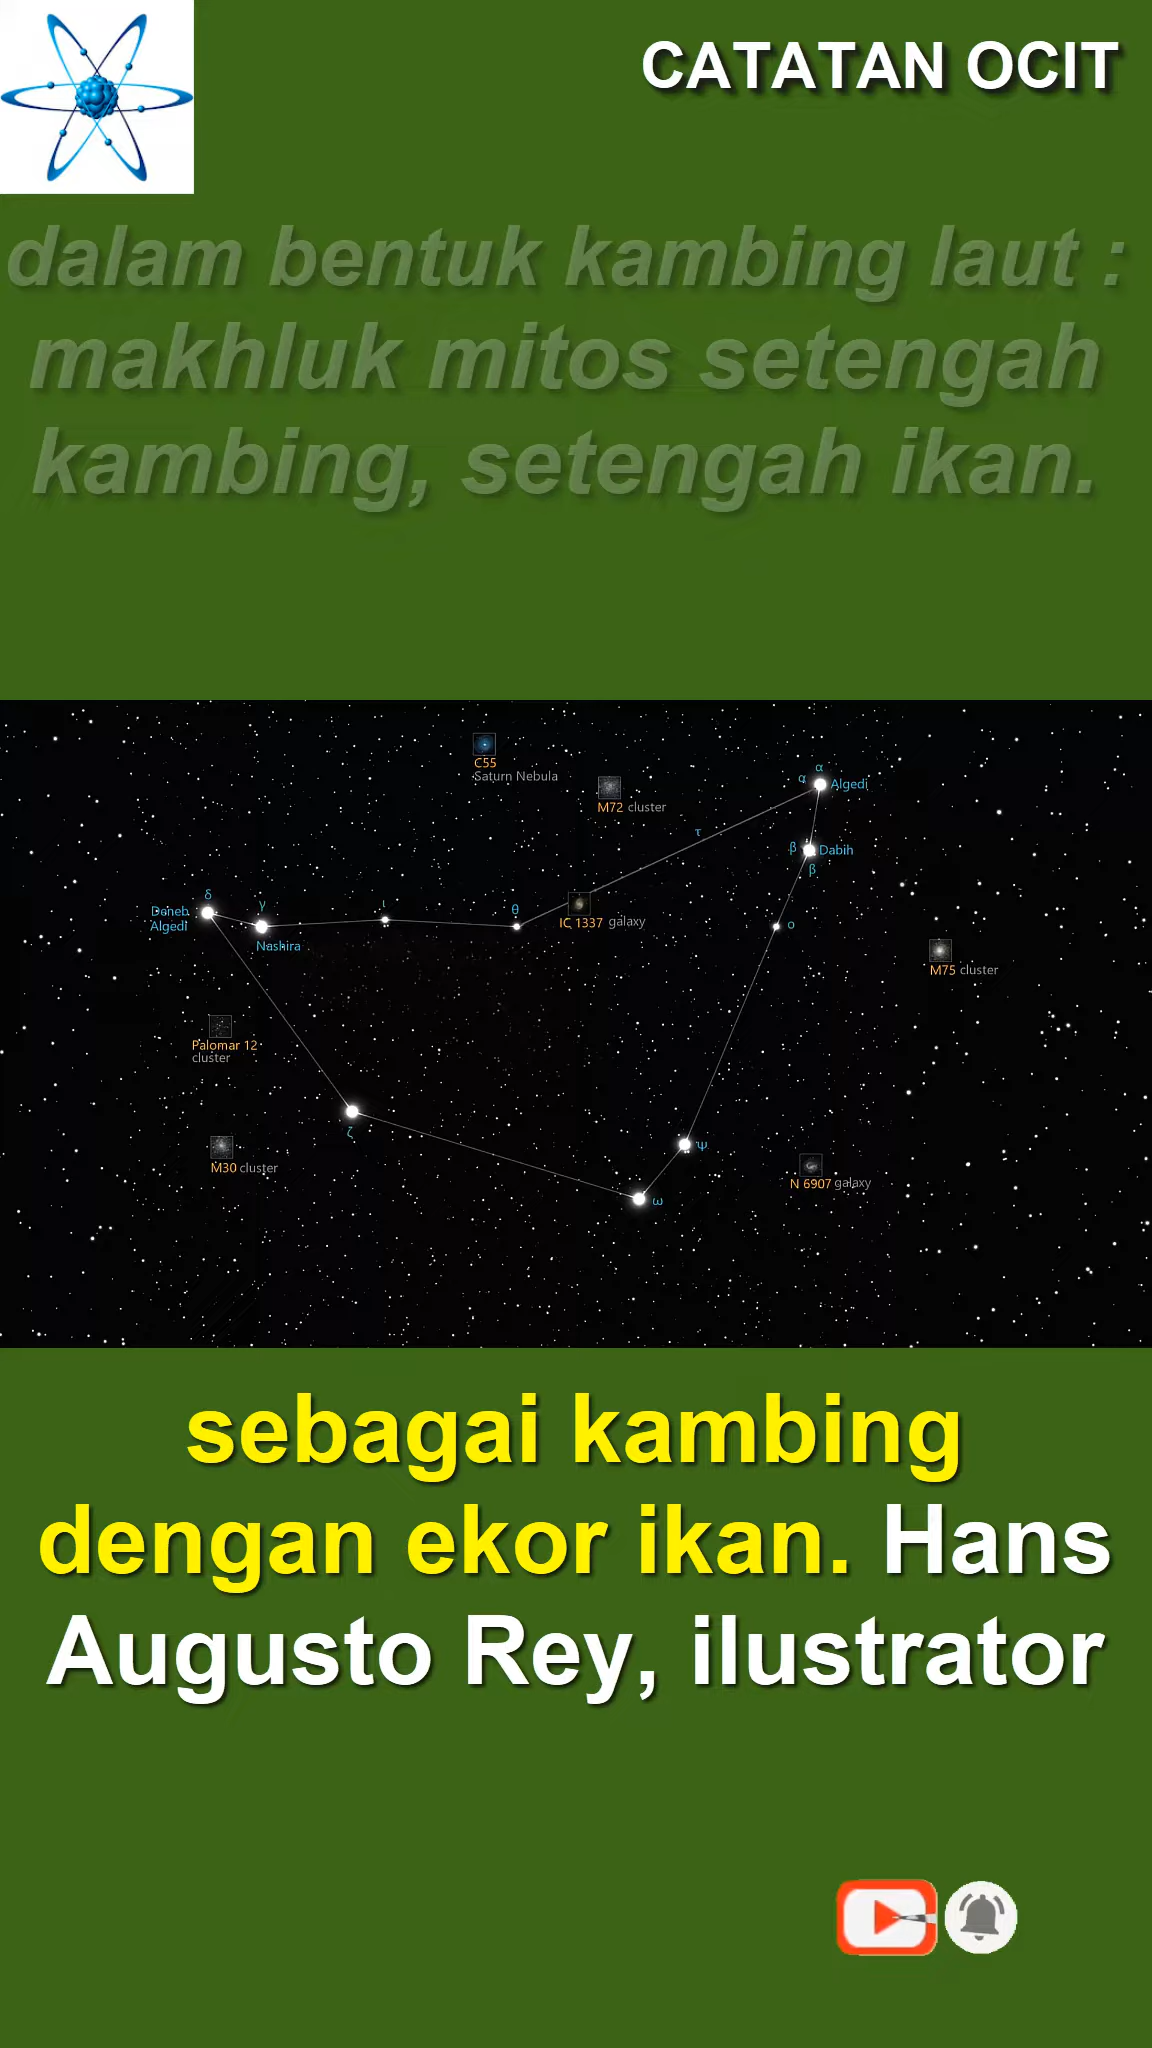 CATATAN OCIT
dalam bentuk kambing laut :
makhluk mitos setengah
kambing, setengah ikan.
C55
Saturn Nebula
M72 cluster
α
α Algedi
τ
β Dabih
β
δ
Deneb
Algedi
γ
Nashira
ι
θ
IC 1337 galaxy
ο
M75 cluster
Palomar 12
cluster
ζ
M30 cluster
ψ
N 6907 galaxy
ω
sebagai kambing
dengan ekor ikan. Hans
Augusto Rey, ilustrator